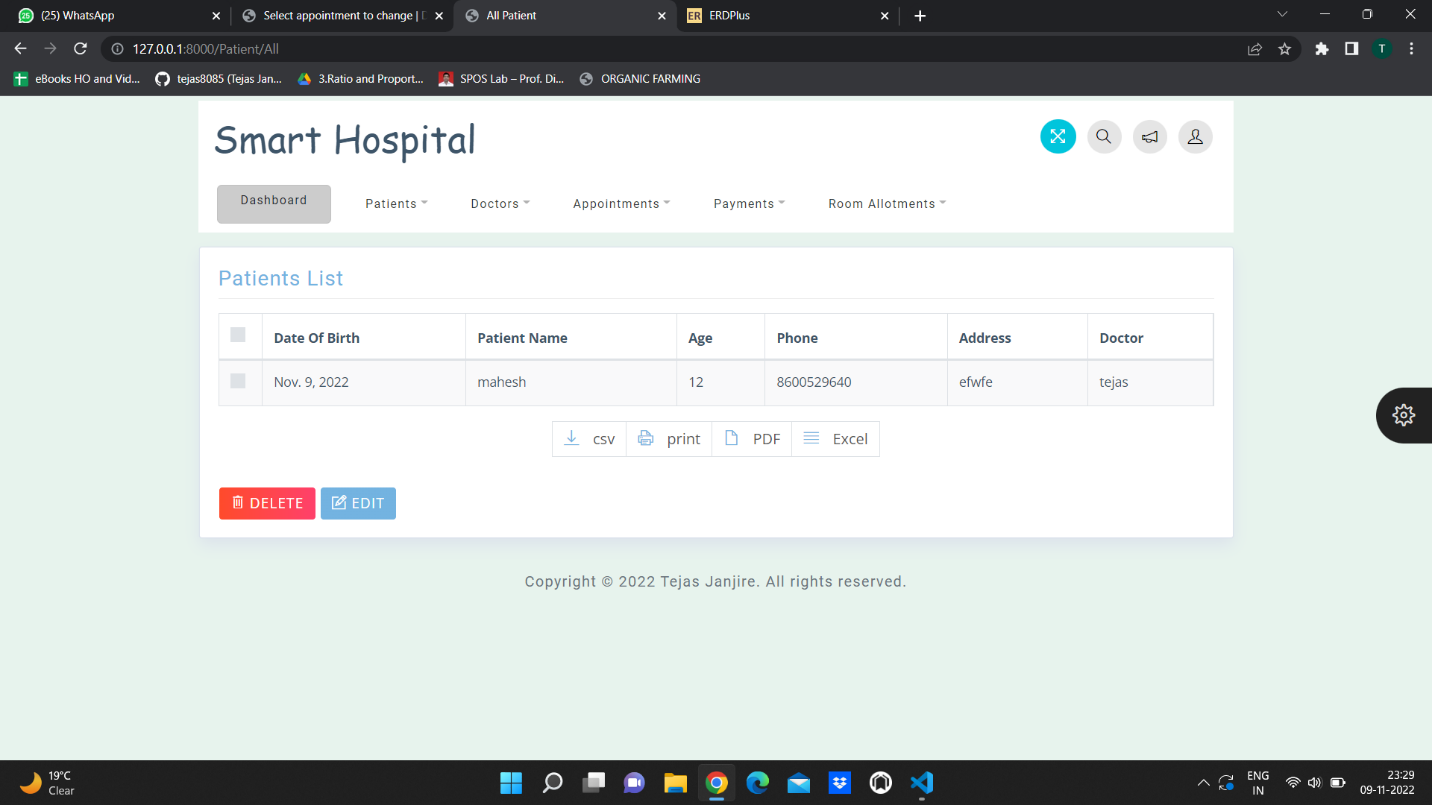 (25) WhatsApp
Select appointment to change |
All Patient
ER ERDPlus
127.0.0.1:8000/Patient/All
T
eBooks HO and Vid...
tejas8085 (Tejas Jan...
3.Ratio and Proport...
SPOS Lab – Prof. Di...
ORGANIC FARMING
Smart Hospital
Dashboard Patients Doctors Appointments Payments Room Allotments
Patients List
Date Of Birth Patient Name Age Phone Address Doctor
Nov. 9, 2022 mahesh 12 8600529640 efwfe tejas
csv print PDF Excel
DELETE EDIT
Copyright © 2022 Tejas Janjire. All rights reserved.
19°C
Clear
ENG
IN
23:29
09-11-2022